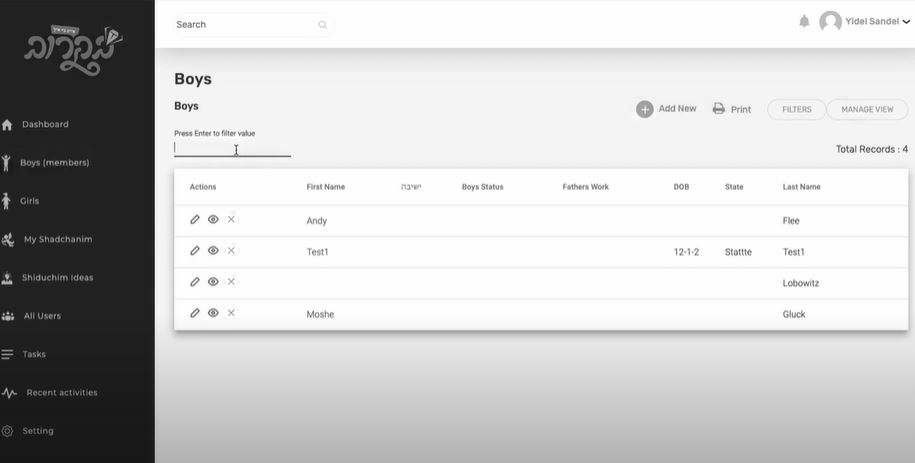 בקרוב
Search
Yidel Sandel
Boys
Boys
Add New
Print
FILTERS
MANAGE VIEW
Press Enter to filter value
Total Records : 4
Actions First Name ישיבה Boys Status Fathers Work DOB State Last Name
Andy Flee
Test1 12-1-2 Stattte Test1
Lobowitz
Moshe Gluck
Dashboard
Boys (members)
Girls
My Shadchanim
Shiduchim Ideas
All Users
Tasks
Recent activities
Setting